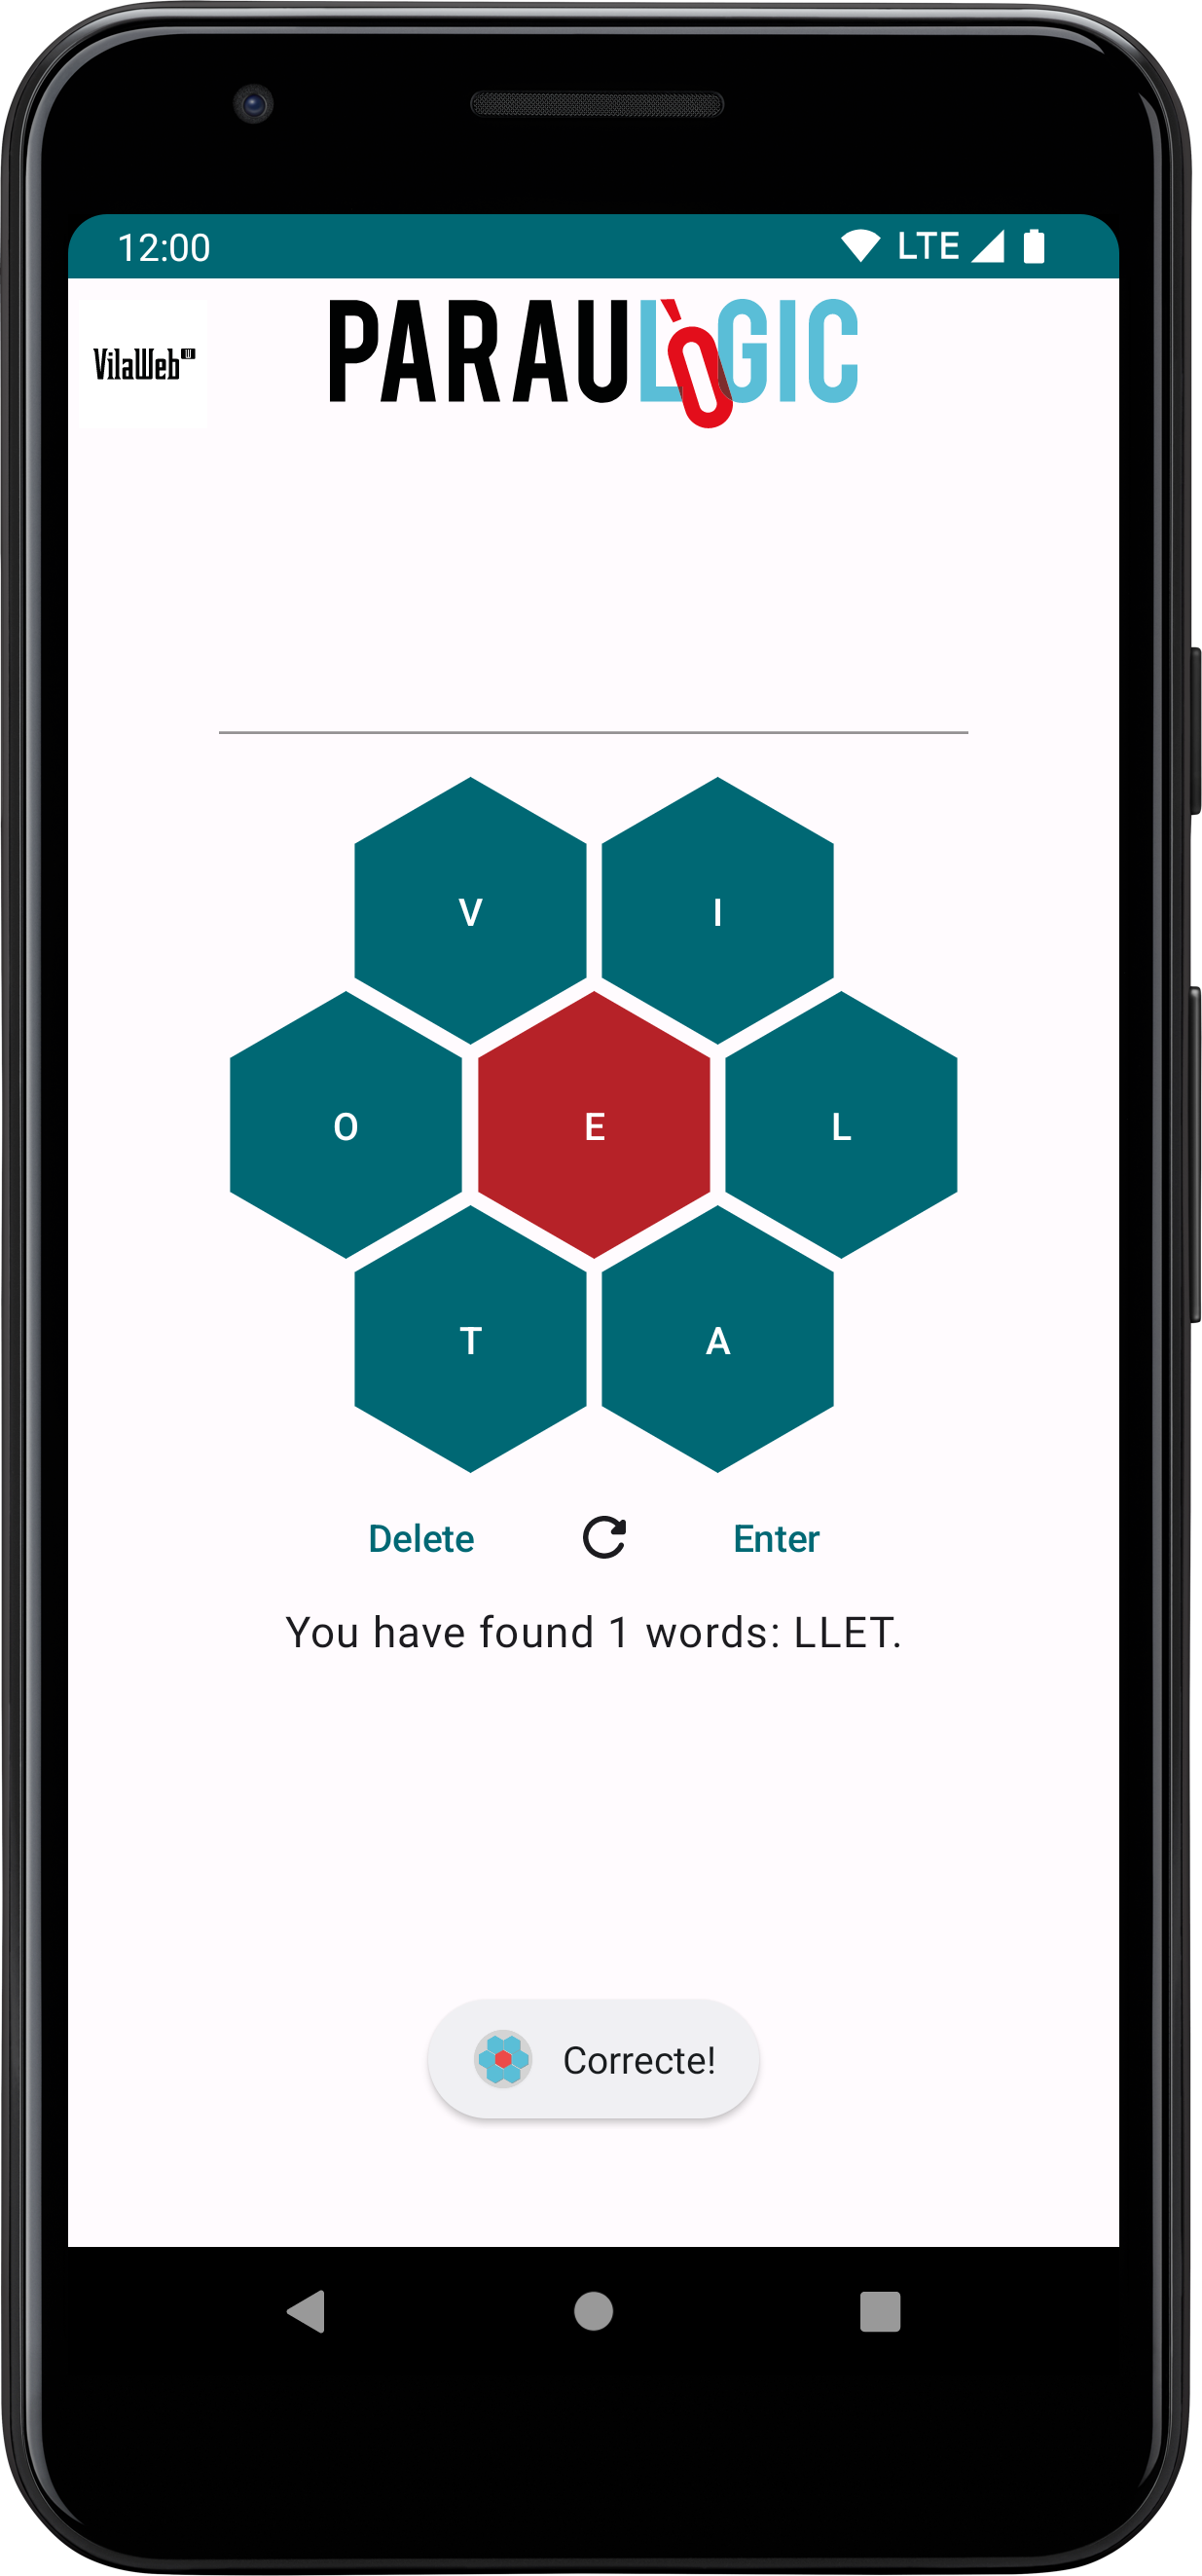 12:00 LTE
VilaWeb
PARAULÒGIC
V I
O E L
T A
Delete Enter
You have found 1 words: LLET.
Correcte!